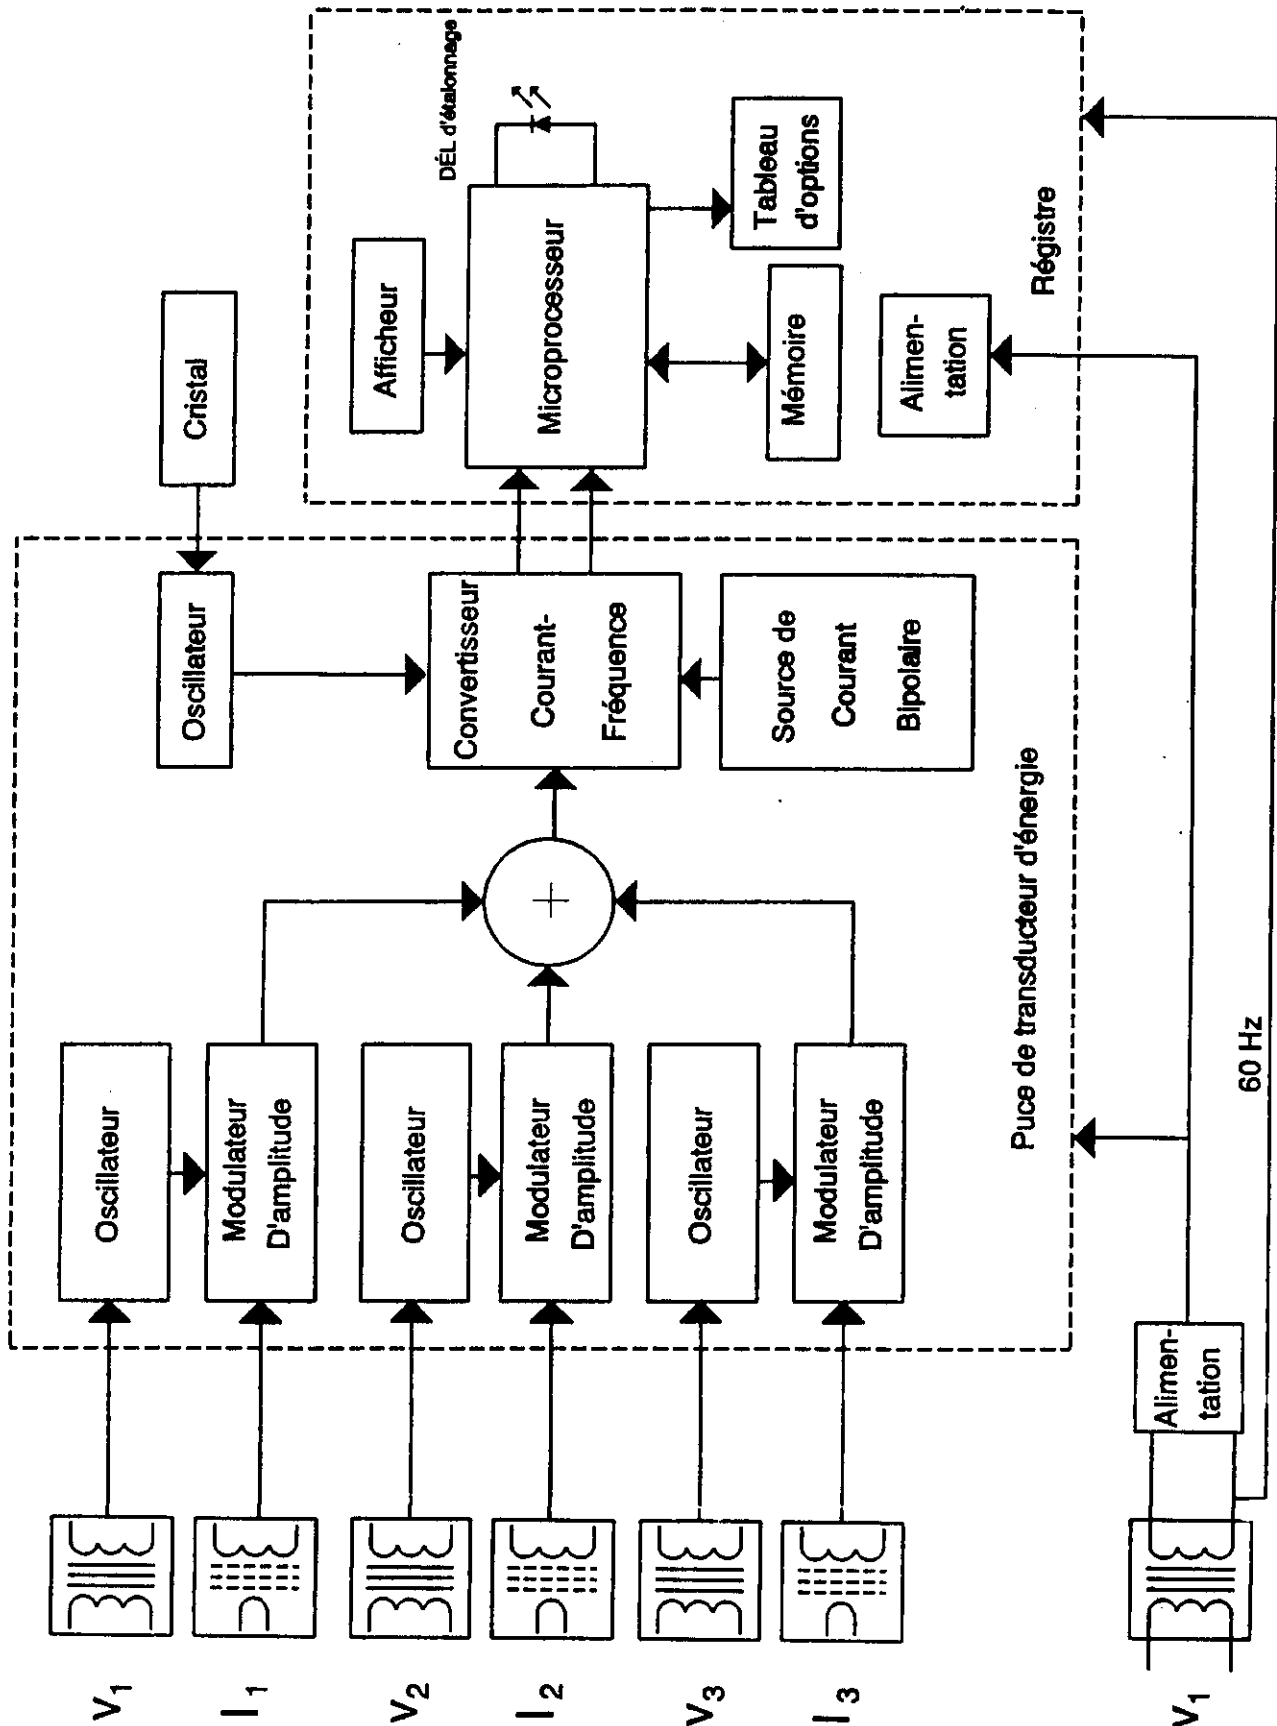 V1
I1
V2
I2
V3
I3
V1
Oscillateur
Modulateur
D'amplitude
Oscillateur
Modulateur
D'amplitude
Oscillateur
Modulateur
D'amplitude
Alimen-
tation
60 Hz
Puce de transducteur d'énergie
Oscillateur
Cristal
Convertisseur
Courant-
Fréquence
Source de
Courant
Bipolaire
Afficheur
Microprocesseur
DÉL d'étalonnage
Mémoire
Tableau
d'options
Alimen-
tation
Régistre